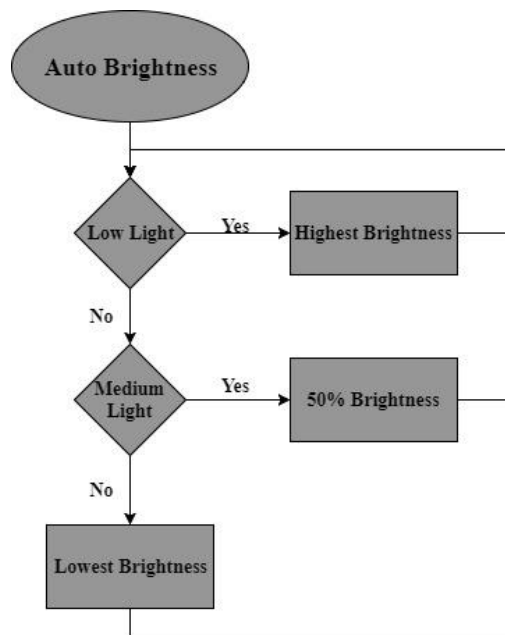 Auto Brightness
Low Light
Yes
Highest Brightness
No
Medium
Light
Yes
50% Brightness
No
Lowest Brightness